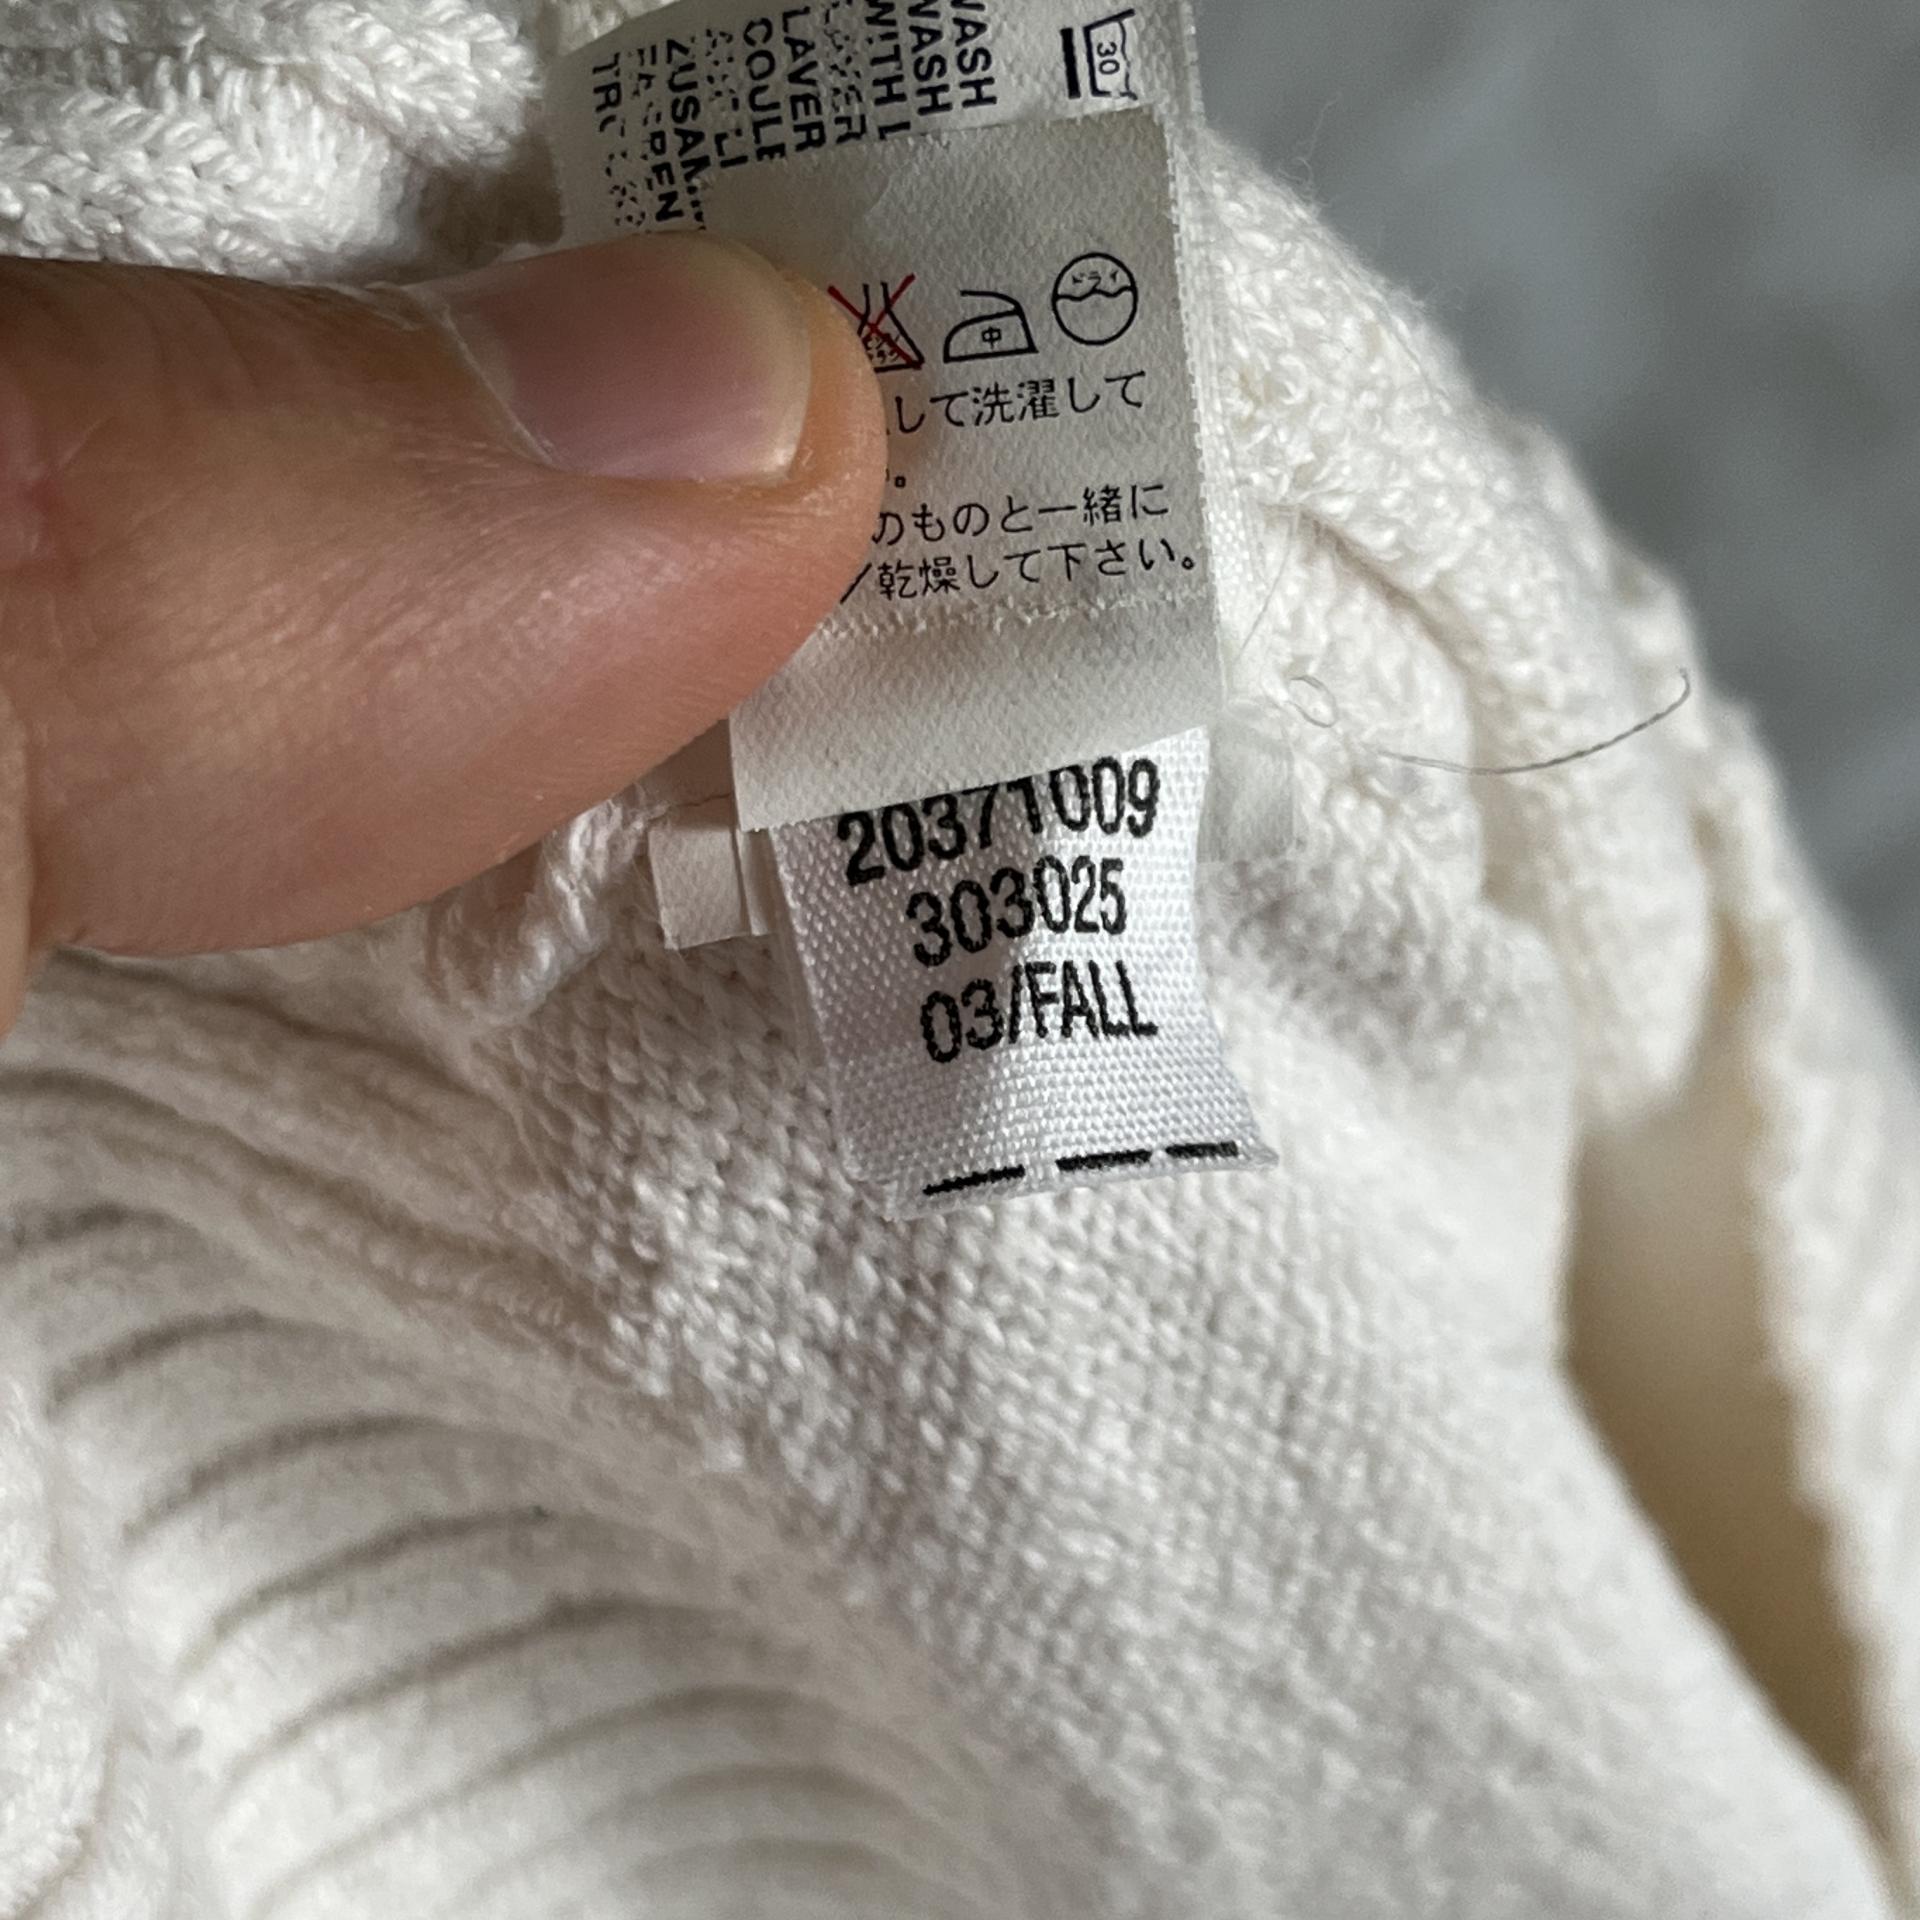 30
WASH
WASH
WITH L
LAVER
LAVER
COULE
ZUSAM
ドライ
中
して洗濯して
。
のものと一緒に
乾燥して下さい。
20371009
303025
03/FALL